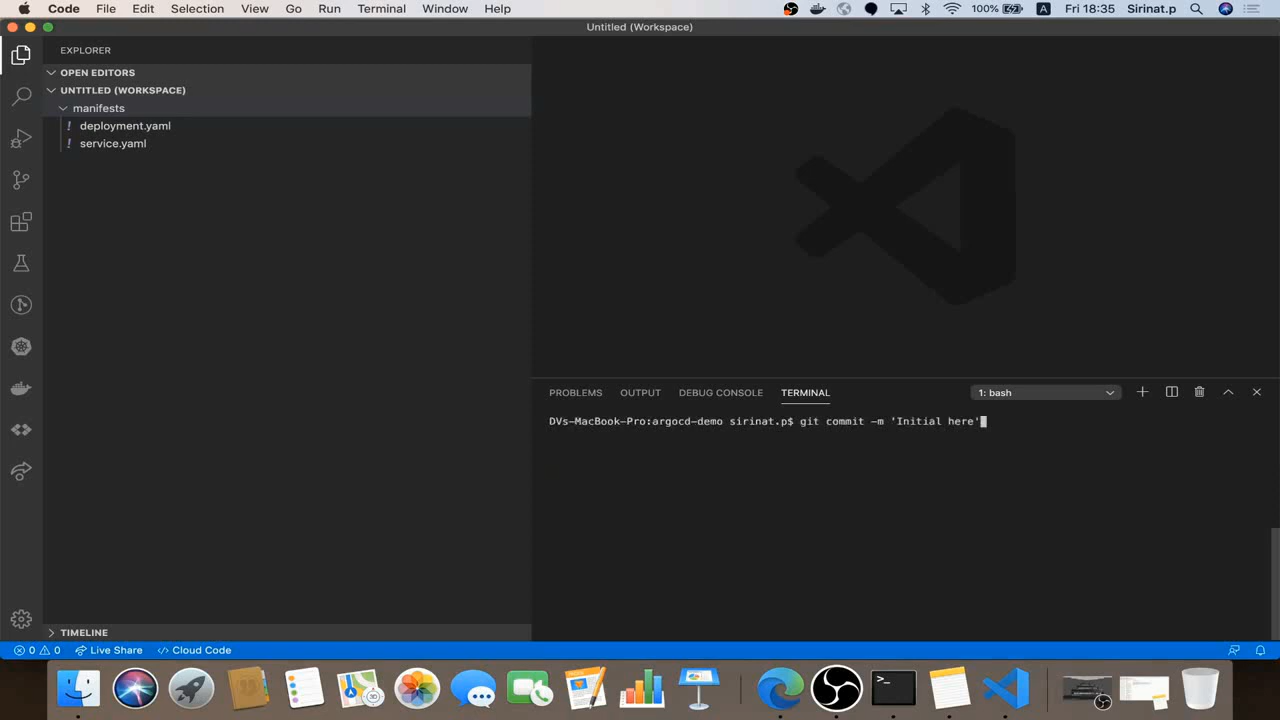 Code File Edit Selection View Go Run Terminal Window Help 100% A Fri 18:35 Sirinat.p
Untitled (Workspace)
EXPLORER
OPEN EDITORS
UNTITLED (WORKSPACE)
manifests
! deployment.yaml
! service.yaml
PROBLEMS OUTPUT DEBUG CONSOLE TERMINAL 1: bash
DVs-MacBook-Pro:argocd-demo sirinat.p$ git commit -m 'Initial here'
TIMELINE
0 0 Live Share Cloud Code